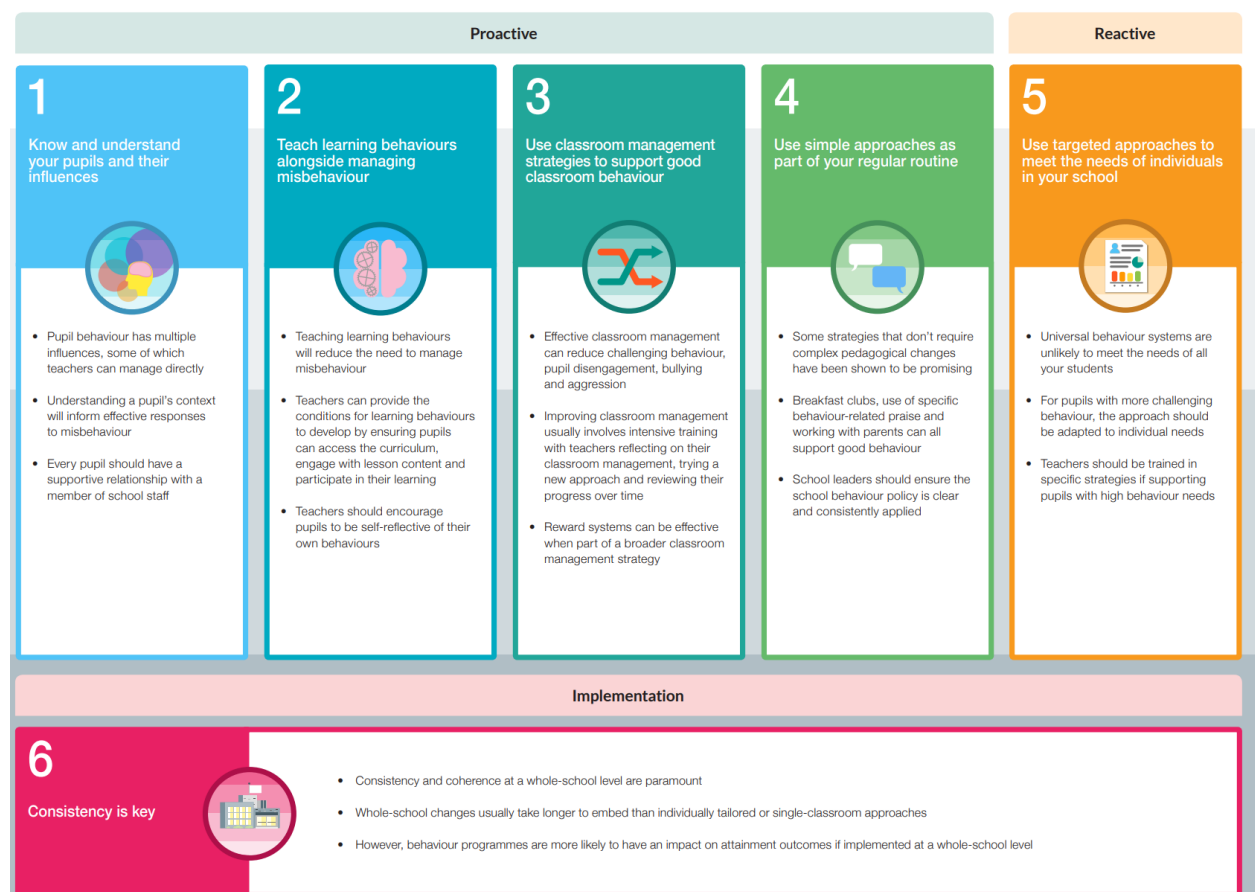 Proactive
Reactive
1
Know and understand
your pupils and their
influences
• Pupil behaviour has multiple
influences, some of which
teachers can manage directly
• Understanding a pupil's context
will inform effective responses
to misbehaviour
• Every pupil should have a
supportive relationship with a
member of school staff
2
Teach learning behaviours
alongside managing
misbehaviour
• Teaching learning behaviours
will reduce the need to manage
misbehaviour
• Teachers can provide the
conditions for learning behaviours
to develop by ensuring pupils
can access the curriculum,
engage with lesson content and
participate in their learning
• Teachers should encourage
pupils to be self-reflective of their
own behaviours
3
Use classroom management
strategies to support good
classroom behaviour
• Effective classroom management
can reduce challenging behaviour,
pupil disengagement, bullying
and aggression
• Improving classroom management
usually involves intensive training
with teachers reflecting on their
classroom management, trying a
new approach and reviewing their
progress over time
• Reward systems can be effective
when part of a broader classroom
management strategy
4
Use simple approaches as
part of your regular routine
• Some strategies that don't require
complex pedagogical changes
have been shown to be promising
• Breakfast clubs, use of specific
behaviour-related praise and
working with parents can all
support good behaviour
• School leaders should ensure the
school behaviour policy is clear
and consistently applied
5
Use targeted approaches to
meet the needs of individuals
in your school
• Universal behaviour systems are
unlikely to meet the needs of all
your students
• For pupils with more challenging
behaviour, the approach should
be adapted to individual needs
• Teachers should be trained in
specific strategies if supporting
pupils with high behaviour needs
Implementation
6
Consistency is key
• Consistency and coherence at a whole-school level are paramount
• Whole-school changes usually take longer to embed than individually tailored or single-classroom approaches
• However, behaviour programmes are more likely to have an impact on attainment outcomes if implemented at a whole-school level